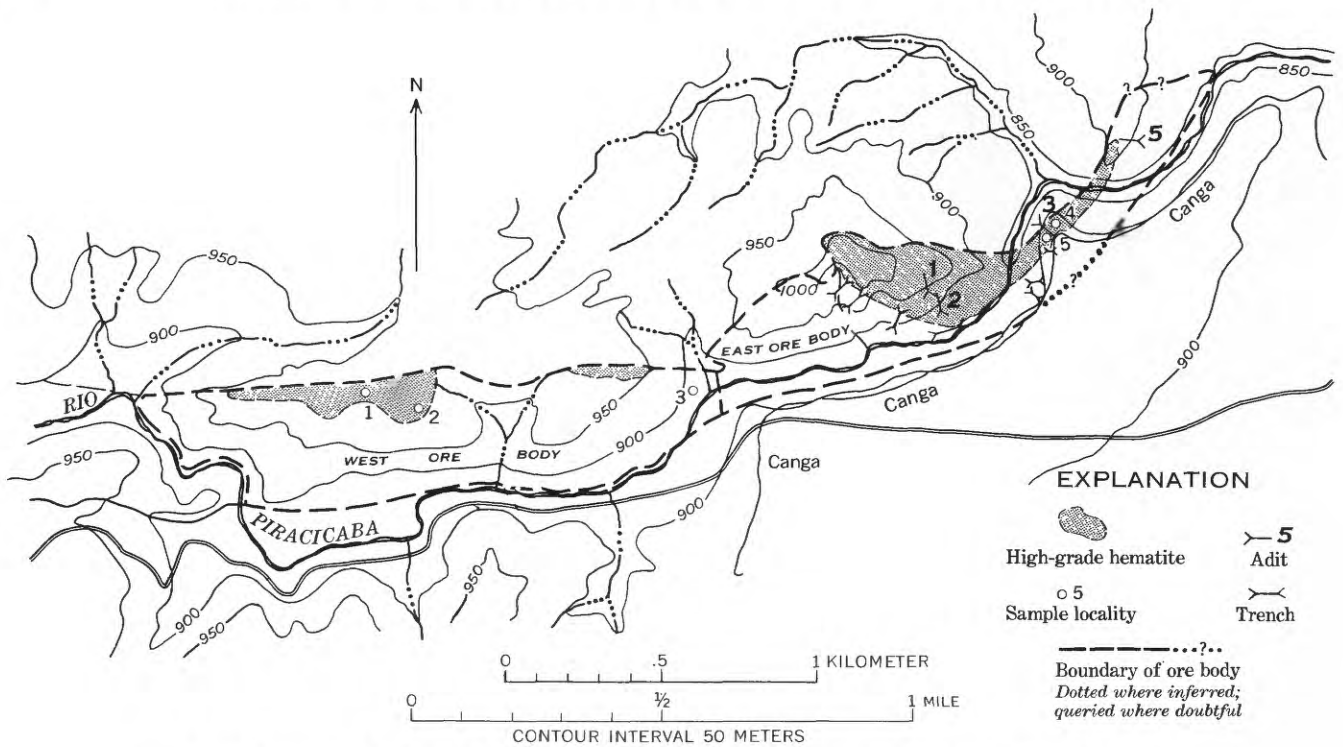 N
900
850
5
850
Canga
3
4
5
950
900
950
1
1000
2
?
?
?
900
EAST ORE BODY
900
RIO
3
950
Canga
1
2
900
950
WEST ORE BODY
Canga
900
PIRACICABA
950
900
950
EXPLANATION
High-grade hematite
5
Adit
5
Sample locality
Trench
?
Boundary of ore body
Dotted where inferred;
queried where doubtful
0 .5 1 KILOMETER
0 1/2 1 MILE
CONTOUR INTERVAL 50 METERS